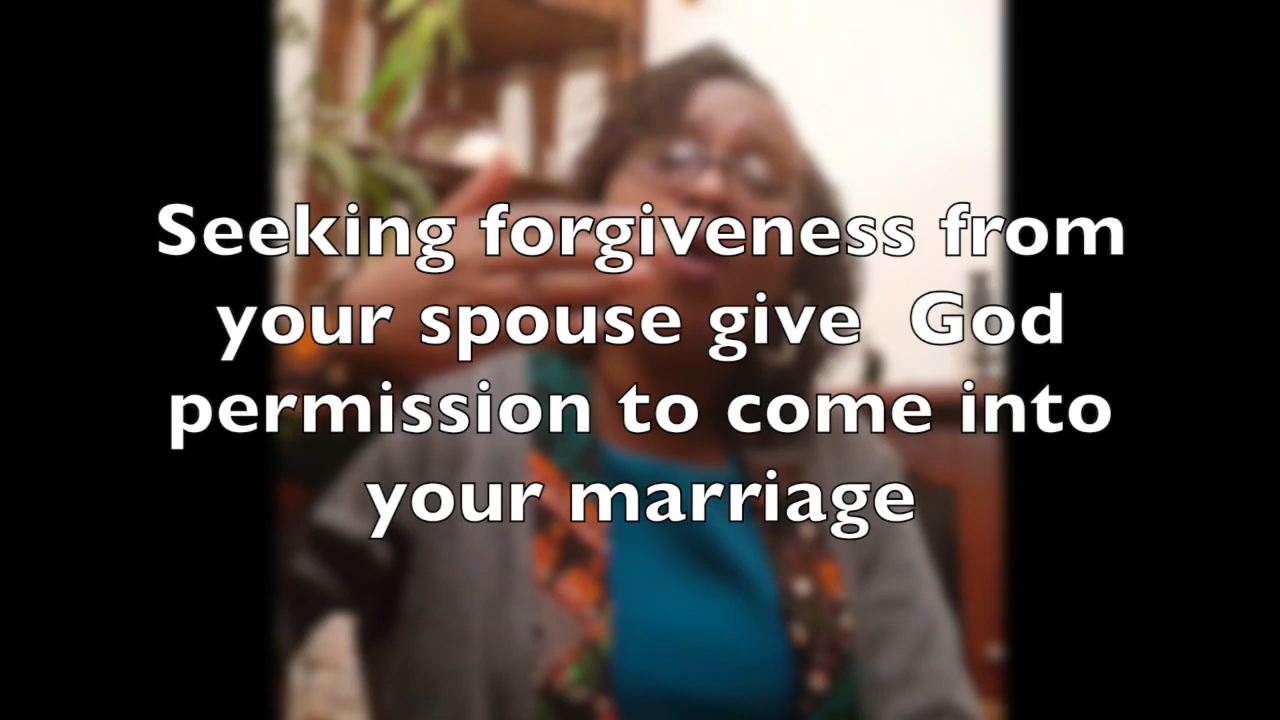 Seeking forgiveness from
your spouse give  God
permission to come into
your marriage